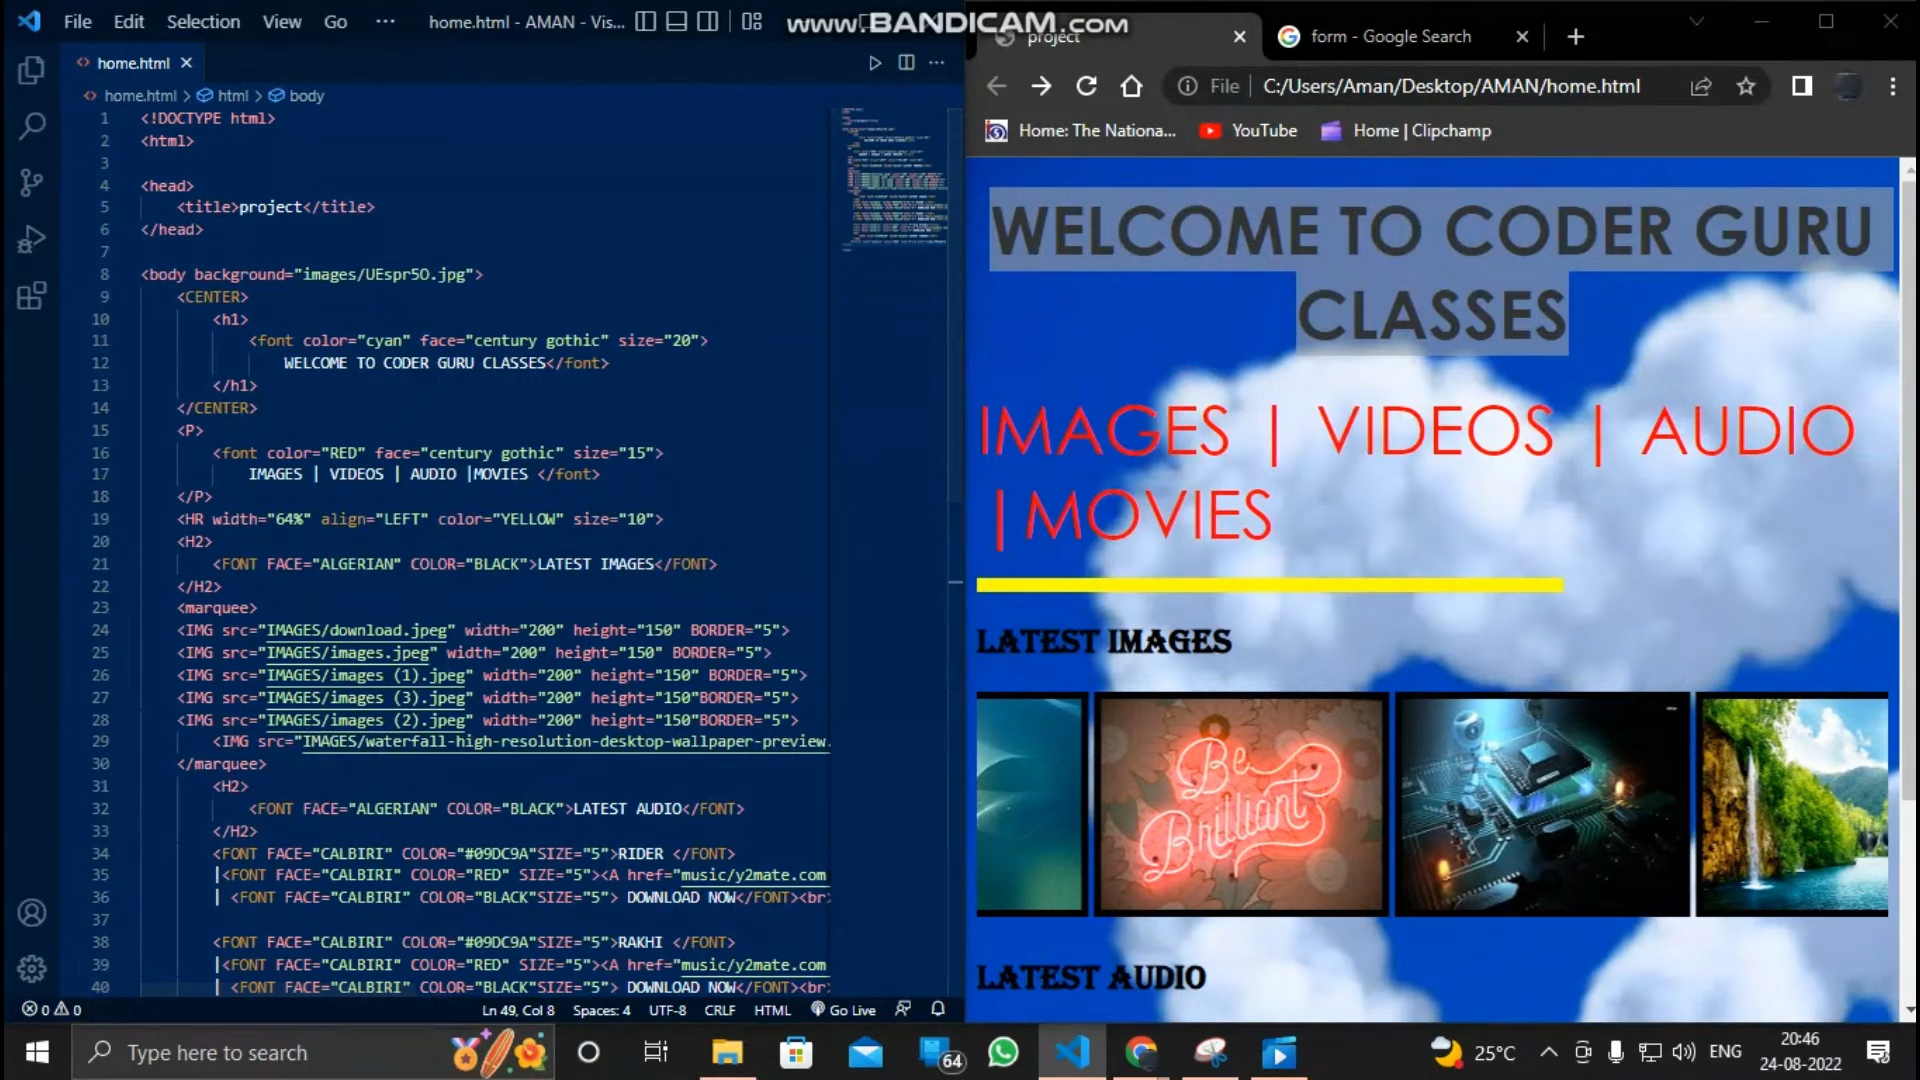 File Edit Selection View Go ··· home.html - AMAN - Vis...
www.BANDICAM.com
home.html
home.html > html > body
1 <!DOCTYPE html>
2 <html>
3
4 <head>
5 <title>project</title>
6 </head>
7
8 <body background="images/UEspr5O.jpg">
9 <CENTER>
10 <h1>
11 <font color="cyan" face="century gothic" size="20">
12 WELCOME TO CODER GURU CLASSES</font>
13 </h1>
14 </CENTER>
15 <P>
16 <font color="RED" face="century gothic" size="15">
17 IMAGES | VIDEOS | AUDIO |MOVIES </font>
18 </P>
19 <HR width="64%" align="LEFT" color="YELLOW" size="10">
20 <H2>
21 <FONT FACE="ALGERIAN" COLOR="BLACK">LATEST IMAGES</FONT>
22 </H2>
23 <marquee>
24 <IMG src="IMAGES/download.jpeg" width="200" height="150" BORDER="5">
25 <IMG src="IMAGES/images.jpeg" width="200" height="150" BORDER="5">
26 <IMG src="IMAGES/images (1).jpeg" width="200" height="150" BORDER="5">
27 <IMG src="IMAGES/images (3).jpeg" width="200" height="150"BORDER="5">
28 <IMG src="IMAGES/images (2).jpeg" width="200" height="150"BORDER="5">
29 <IMG src="IMAGES/waterfall-high-resolution-desktop-wallpaper-preview.
30 </marquee>
31 <H2>
32 <FONT FACE="ALGERIAN" COLOR="BLACK">LATEST AUDIO</FONT>
33 </H2>
34 <FONT FACE="CALBIRI" COLOR="#09DC9A"SIZE="5">RIDER </FONT>
35 |<FONT FACE="CALBIRI" COLOR="RED" SIZE="5"><A href="music/y2mate.com
36 | <FONT FACE="CALBIRI" COLOR="BLACK"SIZE="5"> DOWNLOAD NOW</FONT><br>
37
38 <FONT FACE="CALBIRI" COLOR="#09DC9A"SIZE="5">RAKHI </FONT>
39 |<FONT FACE="CALBIRI" COLOR="RED" SIZE="5"><A href="music/y2mate.com
40 | <FONT FACE="CALBIRI" COLOR="BLACK"SIZE="5"> DOWNLOAD NOW</FONT><br>
0 0 Ln 49, Col 8 Spaces: 4 UTF-8 CRLF HTML Go Live
project form - Google Search
File C:/Users/Aman/Desktop/AMAN/home.html
Home: The Nationa... YouTube Home | Clipchamp
WELCOME TO CODER GURU
CLASSES
IMAGES | VIDEOS | AUDIO
|MOVIES
LATEST IMAGES
Be
Brilliant
LATEST AUDIO
Type here to search 64 25°C ENG 20:46
24-08-2022